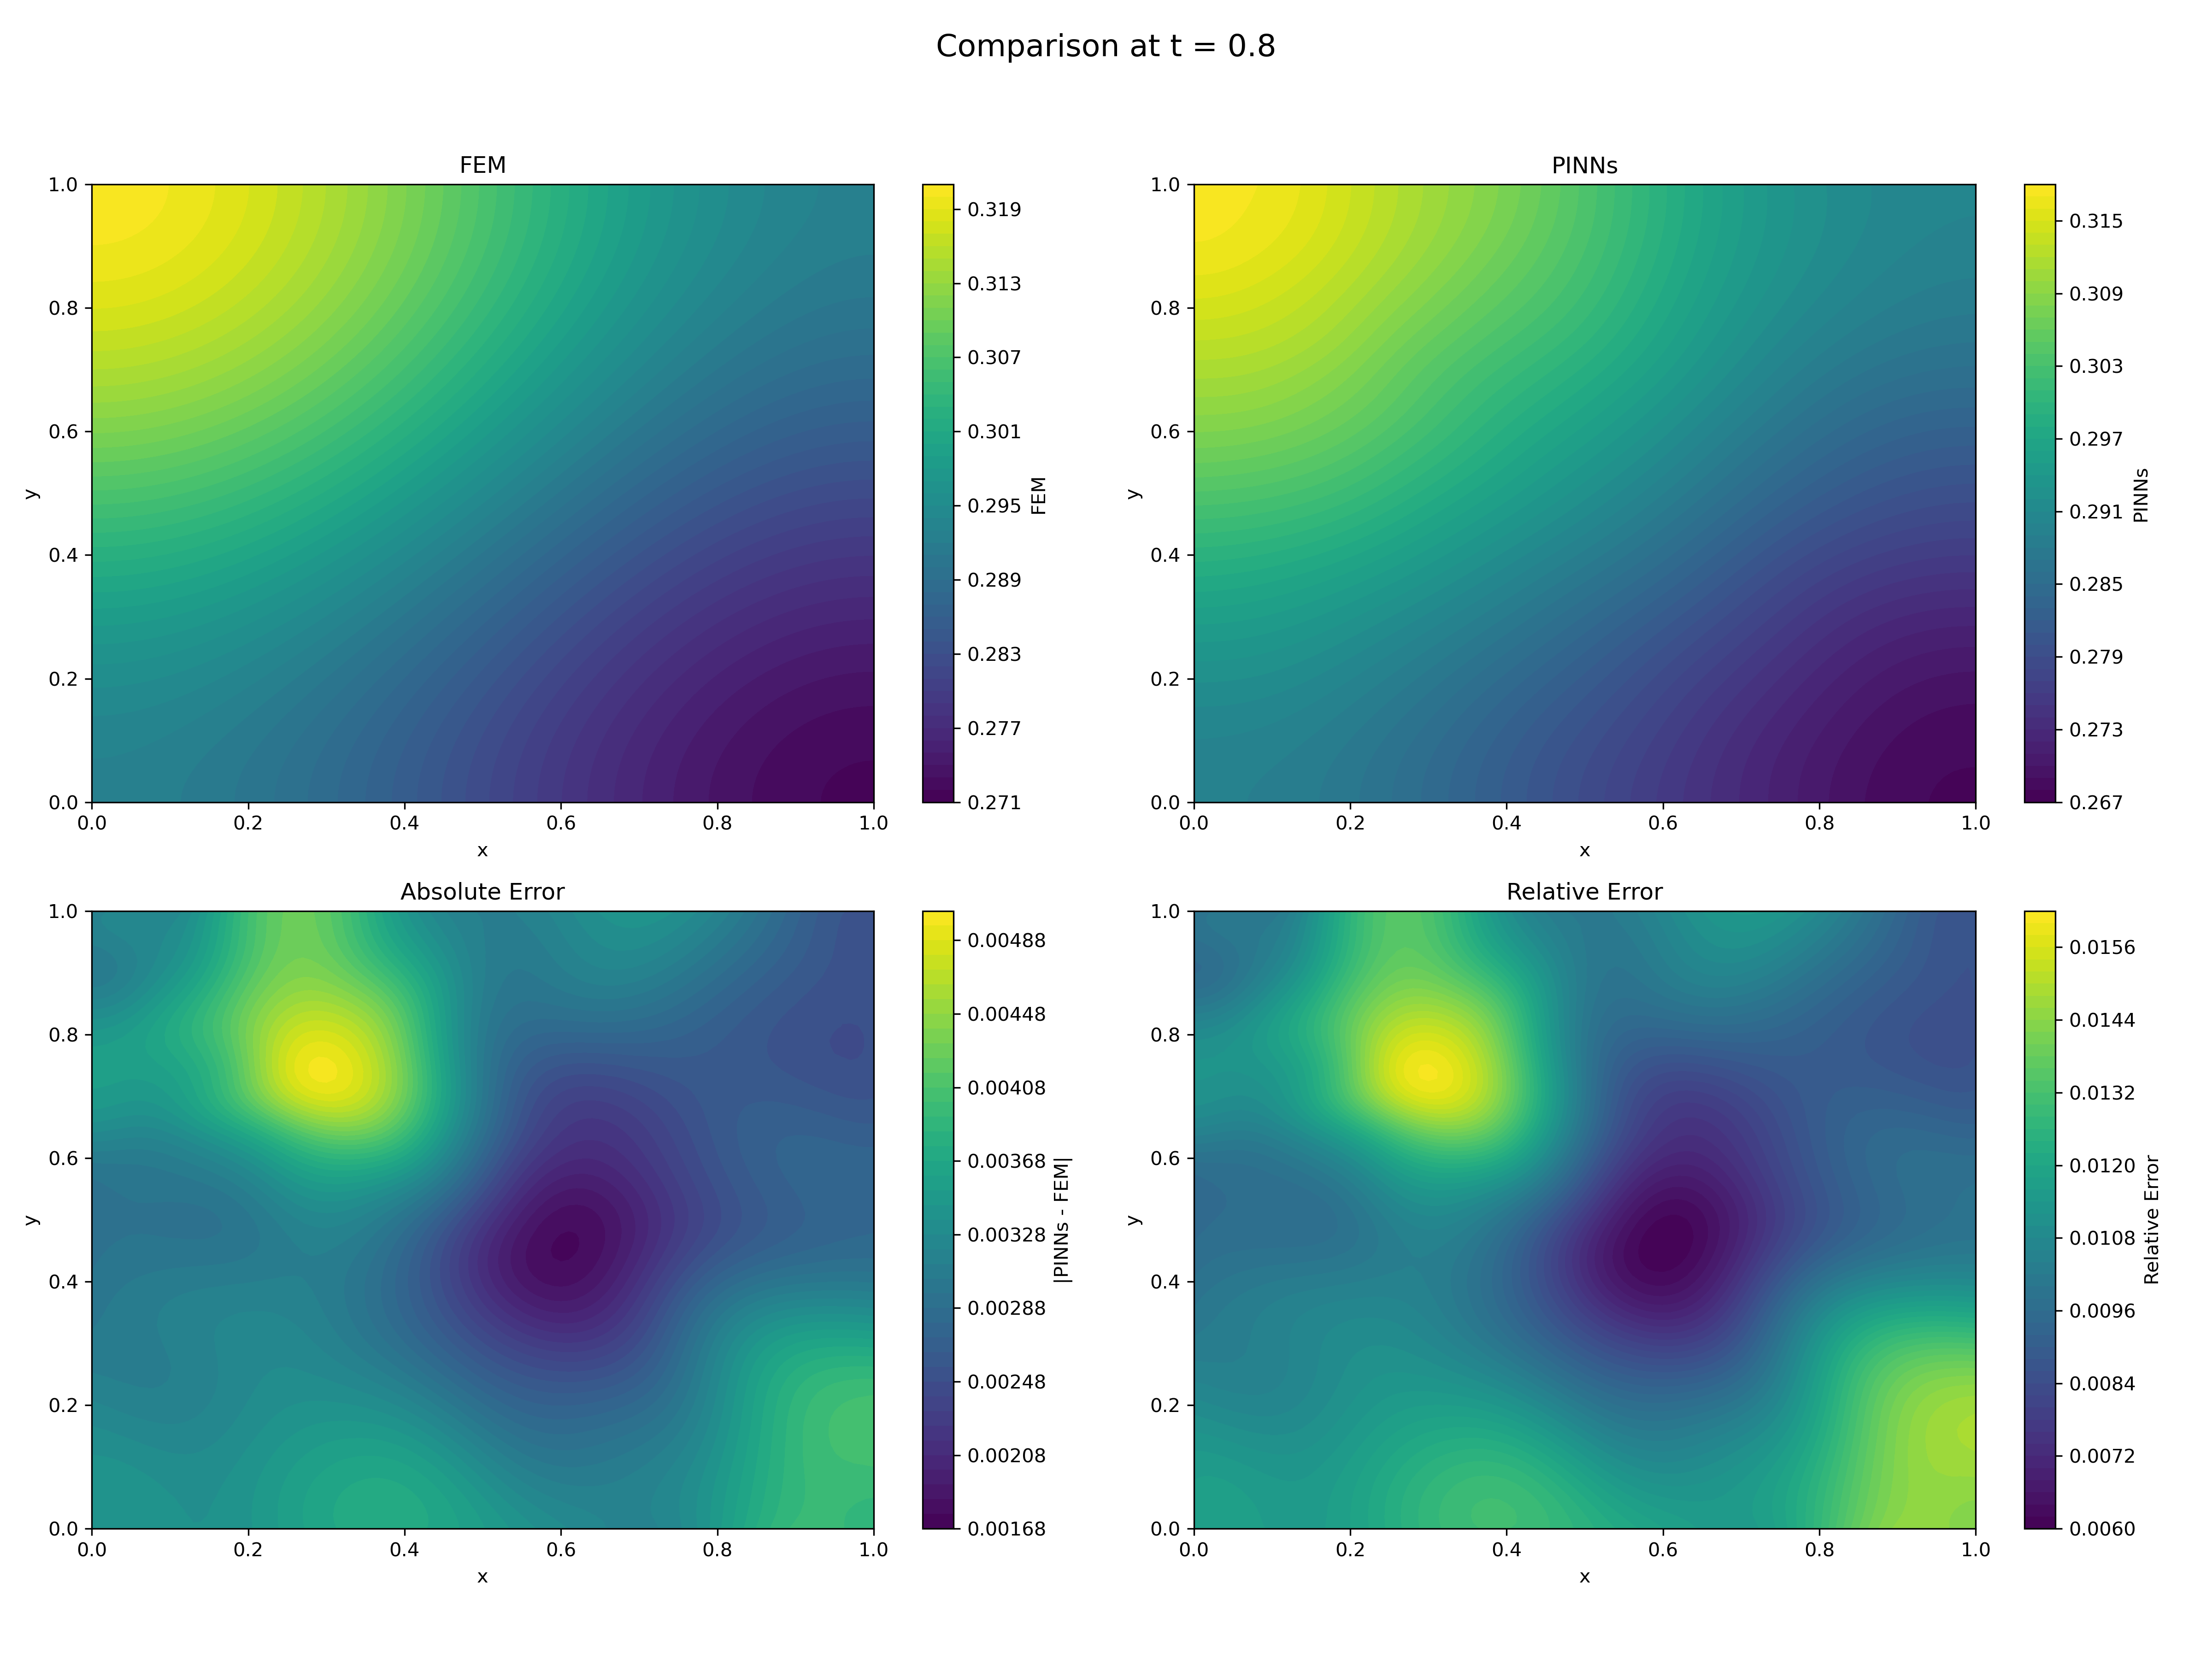 Comparison at t = 0.8
FEM
1.0
0.8
0.6
0.4
0.2
0.0
y
0.0 0.2 0.4 0.6 0.8 1.0
x
0.319
0.313
0.307
0.301
0.295
0.289
0.283
0.277
0.271
FEM
PINNs
1.0
0.8
0.6
0.4
0.2
0.0
y
0.0 0.2 0.4 0.6 0.8 1.0
x
0.315
0.309
0.303
0.297
0.291
0.285
0.279
0.273
0.267
PINNs
Absolute Error
1.0
0.8
0.6
0.4
0.2
0.0
y
0.0 0.2 0.4 0.6 0.8 1.0
x
0.00488
0.00448
0.00408
0.00368
0.00328
0.00288
0.00248
0.00208
0.00168
|PINNs - FEM|
Relative Error
1.0
0.8
0.6
0.4
0.2
0.0
y
0.0 0.2 0.4 0.6 0.8 1.0
x
0.0156
0.0144
0.0132
0.0120
0.0108
0.0096
0.0084
0.0072
0.0060
Relative Error